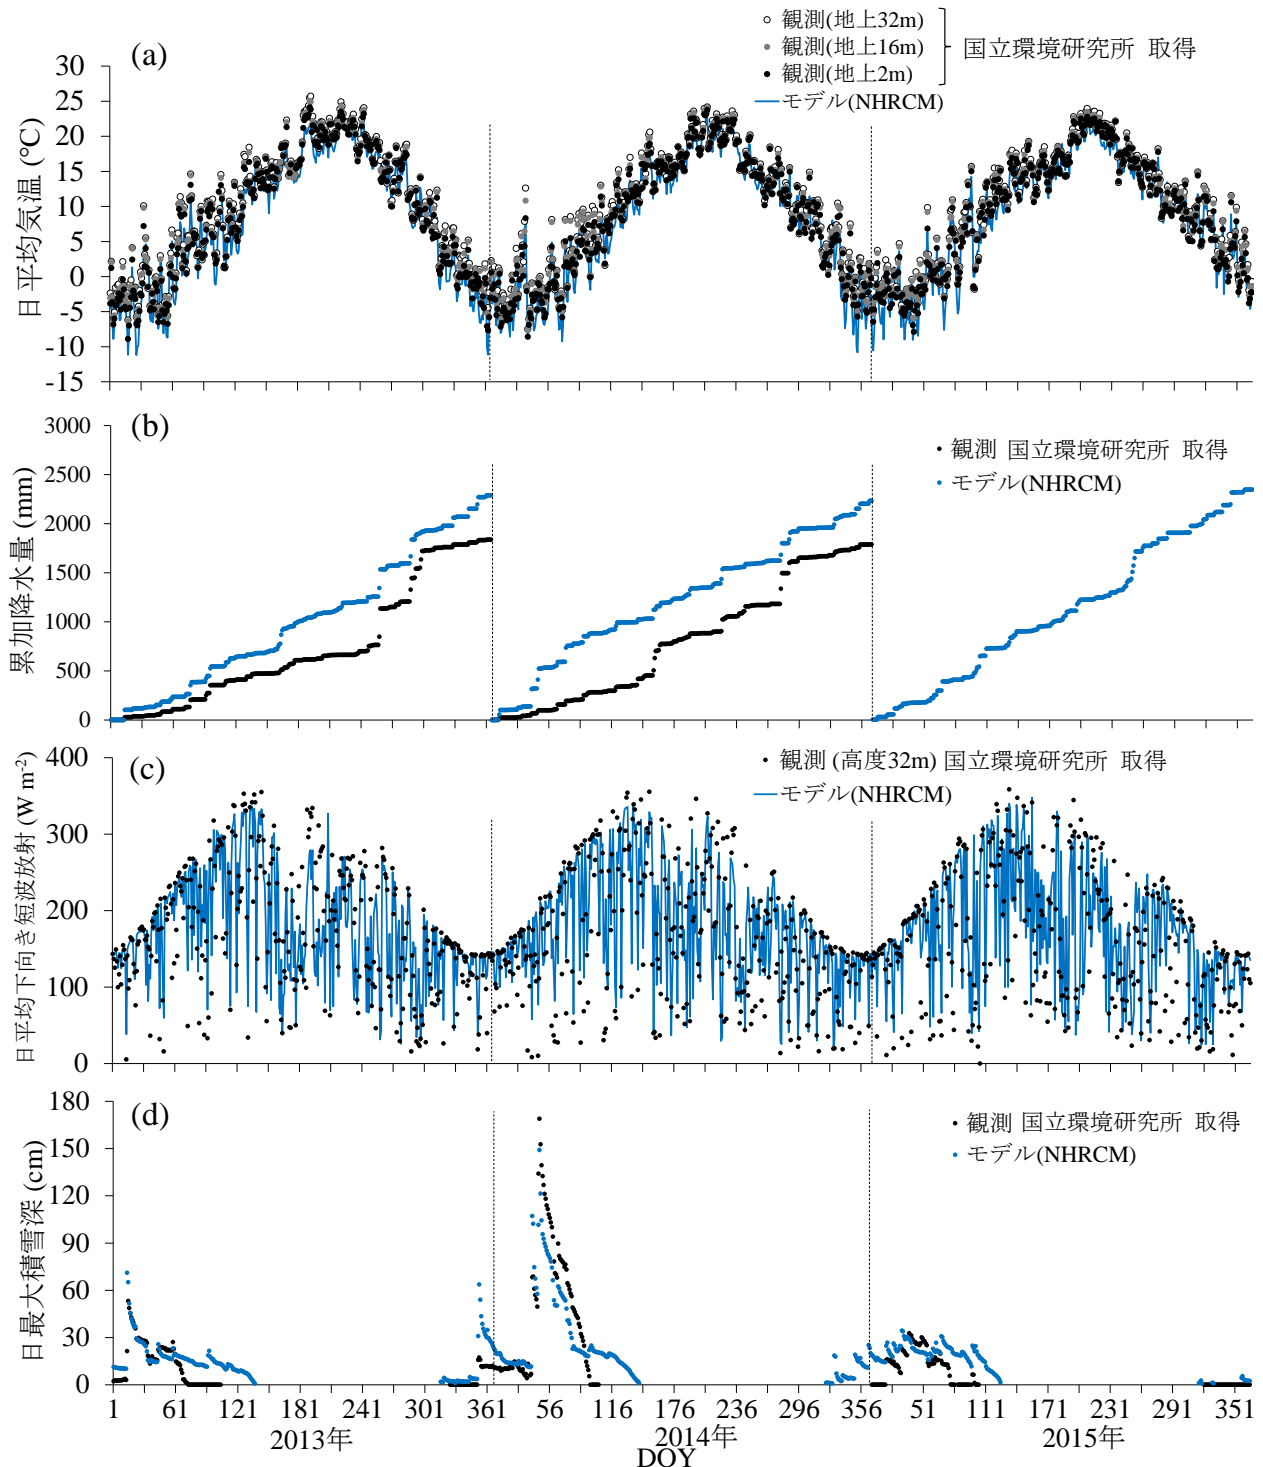 (a)
観測(地上32m)
観測(地上16m)
観測(地上2m)
国立環境研究所 取得
モデル(NHRCM)
日平均気温 (°C)
30
25
20
15
10
5
0
-5
-10
-15
(b)
観測 国立環境研究所 取得
モデル(NHRCM)
累加降水量 (mm)
3000
2500
2000
1500
1000
500
0
(c)
観測 (高度32m) 国立環境研究所 取得
モデル(NHRCM)
日平均下向き短波放射 (W m-2)
400
300
200
100
0
(d)
観測 国立環境研究所 取得
モデル(NHRCM)
日最大積雪深 (cm)
180
150
120
90
60
30
0
1 61 121 181 241 301 361 56 116 176 236 296 356 51 111 171 231 291 351
2013年 2014年 2015年
DOY